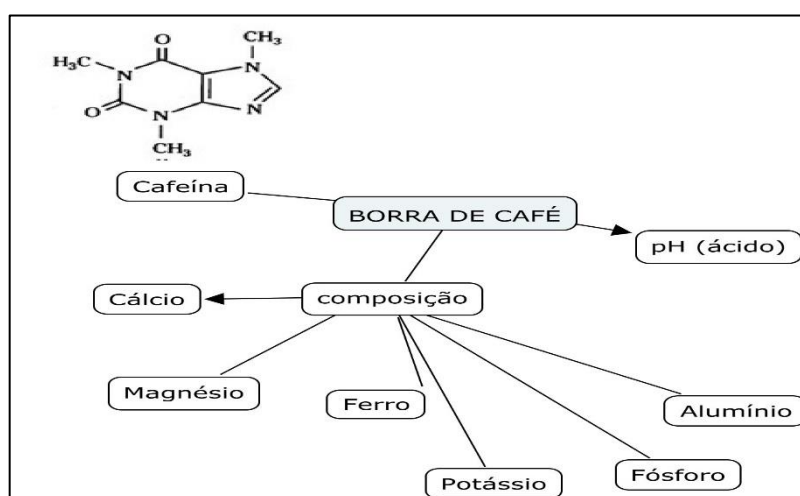 O
CH₃
H₃C
N
N
O
N
N
CH₃
Cafeína
BORRA DE CAFÉ
pH (ácido)
Cálcio
composição
Magnésio
Ferro
Alumínio
Potássio
Fósforo